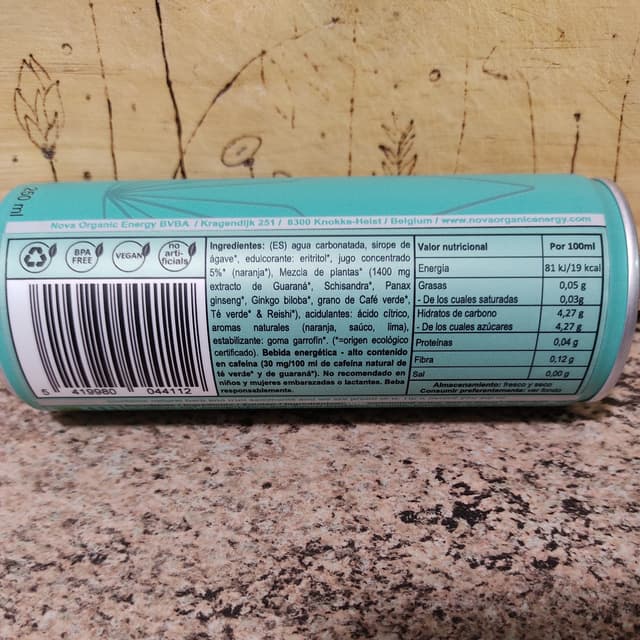 250 ml
Nova Organic Energy BVBA / Kragendijk 251 / 8300 Knokke-Heist / Belgium / www.novaorganicenergy.com
BPA
FREE
VEGAN
no
arti-
ficials
5 419980 044112
Ingredientes: (ES) agua carbonatada, sirope de
ágave*, edulcorante: eritritol*, jugo concentrado
5%* (naranja*), Mezcla de plantas* (1400 mg
extracto de Guaraná*, Schisandra*, Panax
ginseng*, Ginkgo biloba*, grano de Café verde*,
Té verde* & Reishi*), acidulantes: ácido cítrico,
aromas naturales (naranja, saúco, lima),
estabilizante: goma garrofin*. (*=origen ecológico
certificado). Bebida energética - alto contenido
en cafeína (30 mg/100 ml de cafeína natural de
té verde* y de guaraná*). No recomendado en
niños y mujeres embarazadas o lactantes. Beba
responsablemente.
Valor nutricional Por 100ml
Energía 81 kJ/19 kcal
Grasas 0,05 g
- De los cuales saturadas 0,03g
Hidratos de carbono 4,27 g
- De los cuales azúcares 4,27 g
Proteínas 0,04 g
Fibra 0,12 g
Sal 0,00 g
Almacenamiento: fresco y seco
Consumir preferentemente: ver fondo